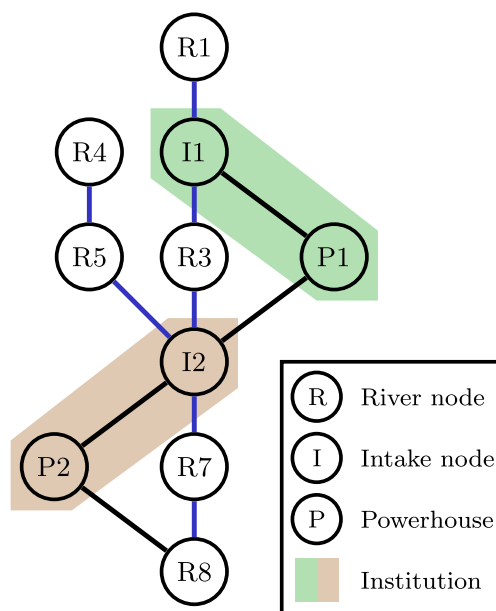 R1
R4
I1
R5
R3
P1
I2
P2
R7
R8
R River node
I Intake node
P Powerhouse
Institution